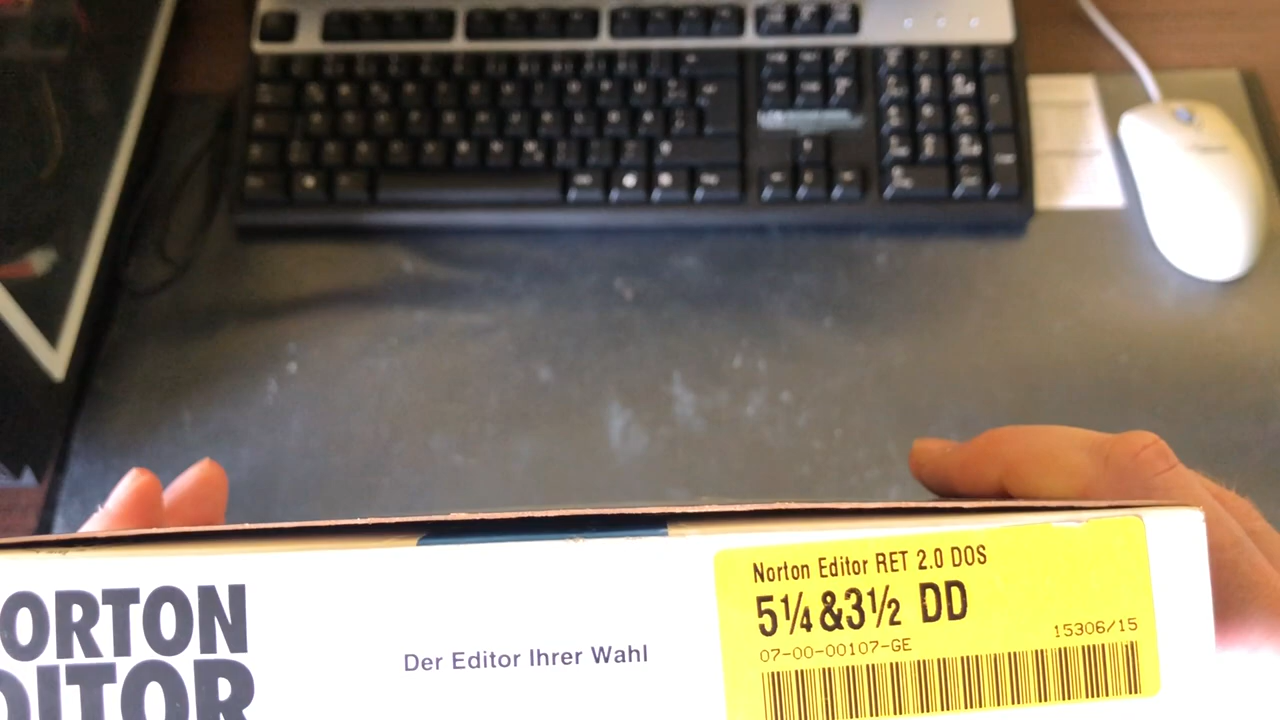 ORTON
DITOR
Der Editor Ihrer Wahl
Norton Editor RET 2.0 DOS
5¼ & 3½ DD
07-00-00107-GE
15306/15